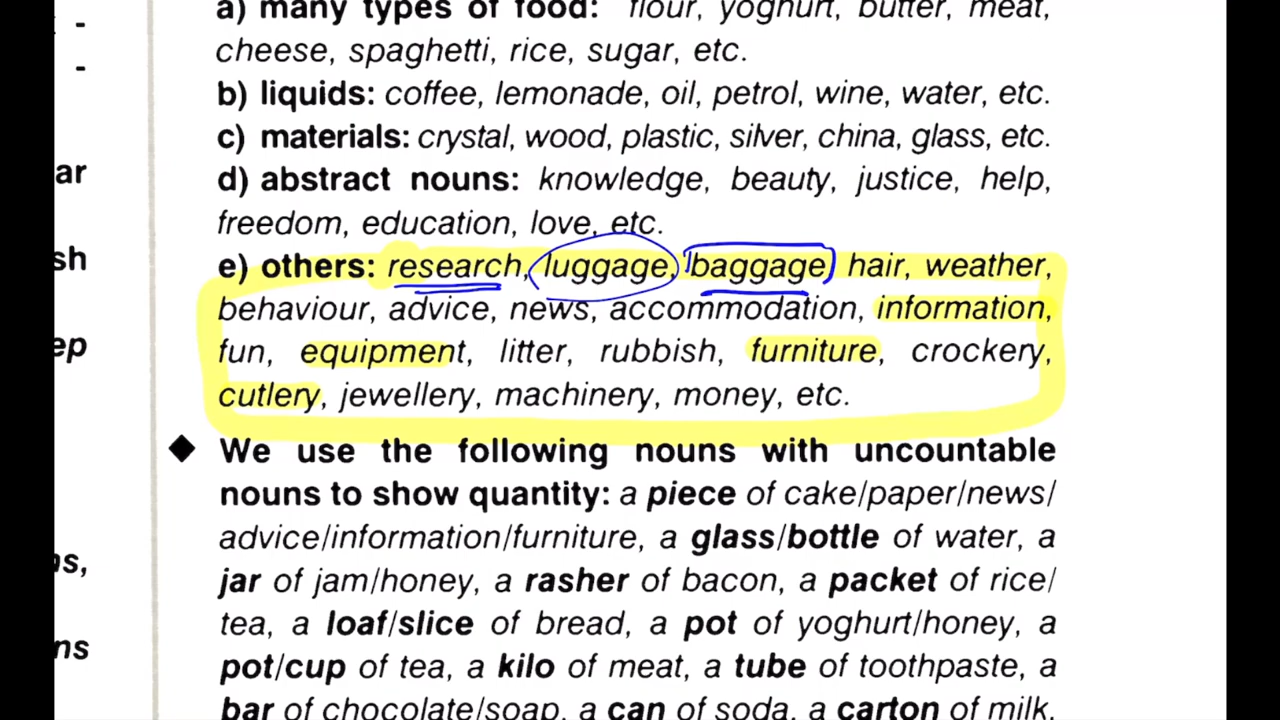 a) many types of food: flour, yoghurt, butter, meat,
cheese, spaghetti, rice, sugar, etc.
b) liquids: coffee, lemonade, oil, petrol, wine, water, etc.
c) materials: crystal, wood, plastic, silver, china, glass, etc.
d) abstract nouns: knowledge, beauty, justice, help,
freedom, education, love, etc.
e) others: research, luggage, baggage, hair, weather,
behaviour, advice, news, accommodation, information,
fun, equipment, litter, rubbish, furniture, crockery,
cutlery, jewellery, machinery, money, etc.
◆ We use the following nouns with uncountable
nouns to show quantity: a piece of cake/paper/news/
advice/information/furniture, a glass/bottle of water, a
jar of jam/honey, a rasher of bacon, a packet of rice/
tea, a loaf/slice of bread, a pot of yoghurt/honey, a
pot/cup of tea, a kilo of meat, a tube of toothpaste, a
bar of chocolate/soap, a can of soda, a carton of milk,
ar
sh
ep
ns